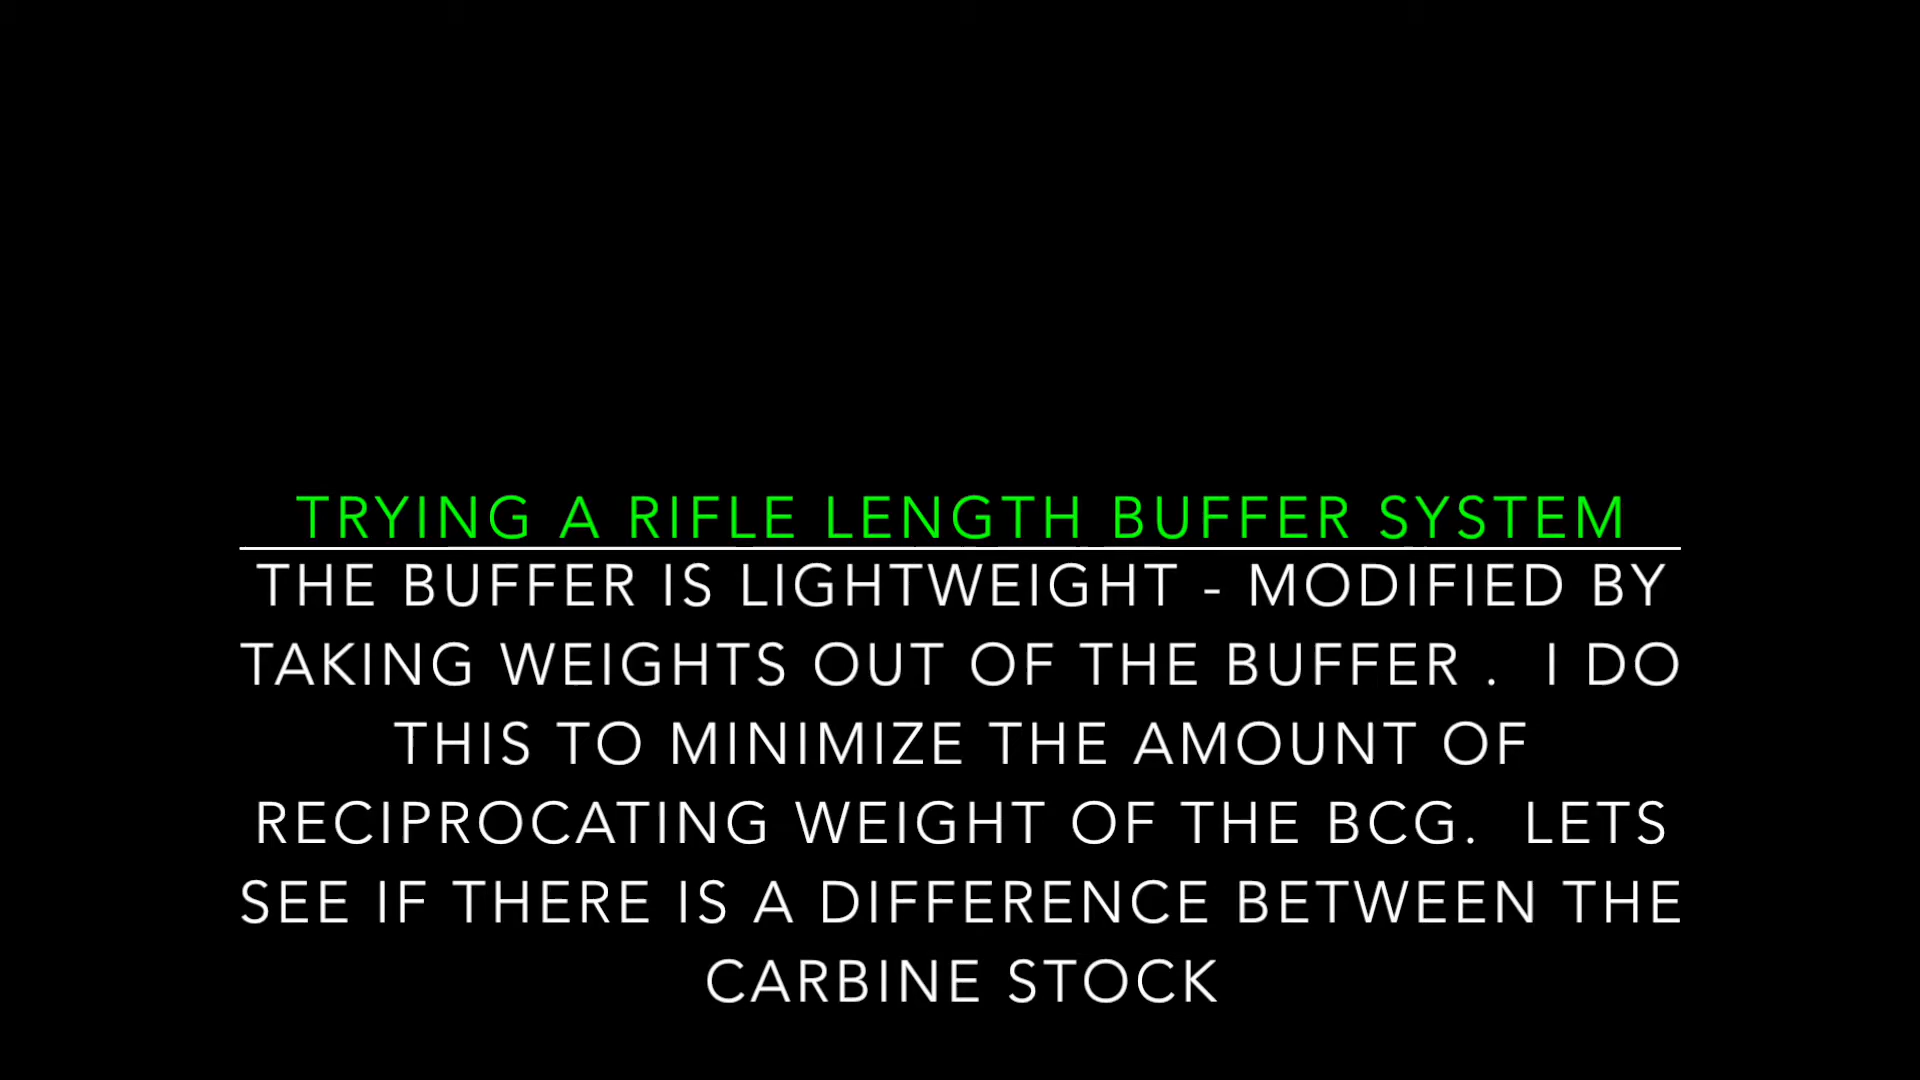 TRYING A RIFLE LENGTH BUFFER SYSTEM
THE BUFFER IS LIGHTWEIGHT - MODIFIED BY
TAKING WEIGHTS OUT OF THE BUFFER .  I DO
THIS TO MINIMIZE THE AMOUNT OF
RECIPROCATING WEIGHT OF THE BCG.  LETS
SEE IF THERE IS A DIFFERENCE BETWEEN THE
CARBINE STOCK